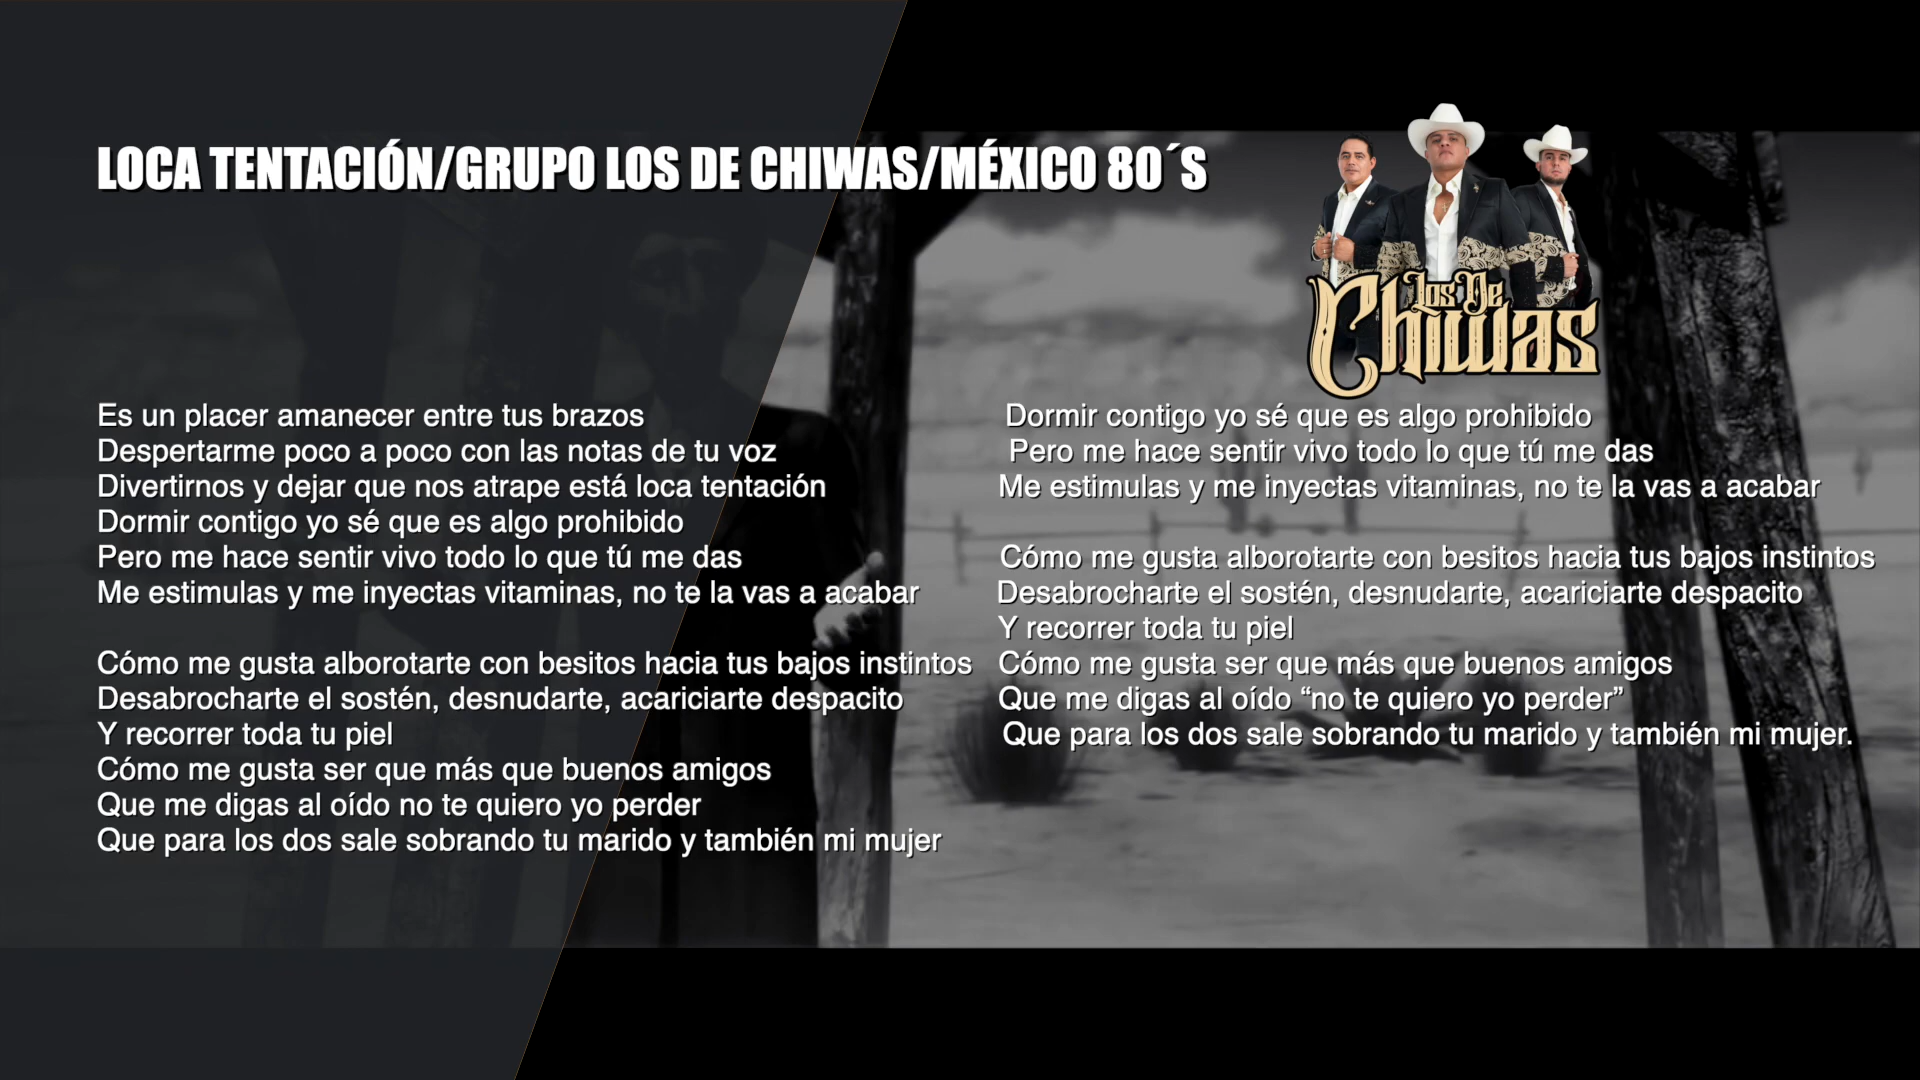 LOCA TENTACIÓN/GRUPO LOS DE CHIWAS/MÉXICO 80´S
LOS DE
Chiwas
Es un placer amanecer entre tus brazos
Despertarme poco a poco con las notas de tu voz
Divertirnos y dejar que nos atrape está loca tentación
Dormir contigo yo sé que es algo prohibido
Pero me hace sentir vivo todo lo que tú me das
Me estimulas y me inyectas vitaminas, no te la vas a acabar
Cómo me gusta alborotarte con besitos hacia tus bajos instintos
Desabrocharte el sostén, desnudarte, acariciarte despacito
Y recorrer toda tu piel
Cómo me gusta ser que más que buenos amigos
Que me digas al oído no te quiero yo perder
Que para los dos sale sobrando tu marido y también mi mujer
Dormir contigo yo sé que es algo prohibido
Pero me hace sentir vivo todo lo que tú me das
Me estimulas y me inyectas vitaminas, no te la vas a acabar
Cómo me gusta alborotarte con besitos hacia tus bajos instintos
Desabrocharte el sostén, desnudarte, acariciarte despacito
Y recorrer toda tu piel
Cómo me gusta ser que más que buenos amigos
Que me digas al oído “no te quiero yo perder”
Que para los dos sale sobrando tu marido y también mi mujer.